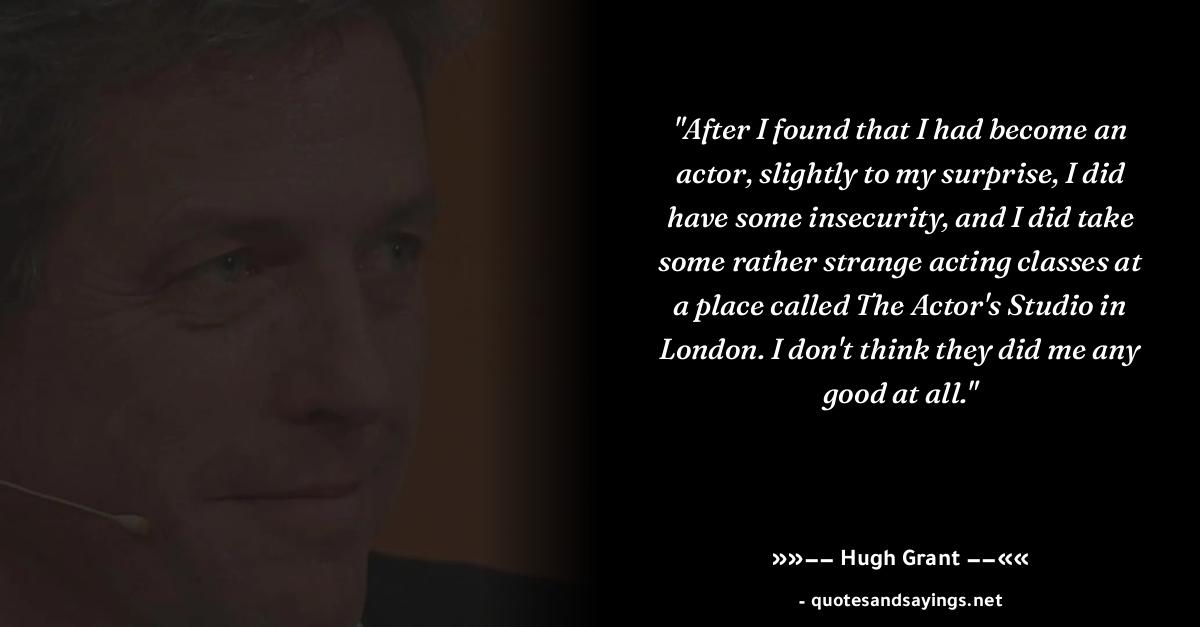 "After I found that I had become an
actor, slightly to my surprise, I did
have some insecurity, and I did take
some rather strange acting classes at
a place called The Actor's Studio in
London. I don't think they did me any
good at all."
»»−− Hugh Grant −−««
- quotesandsayings.net